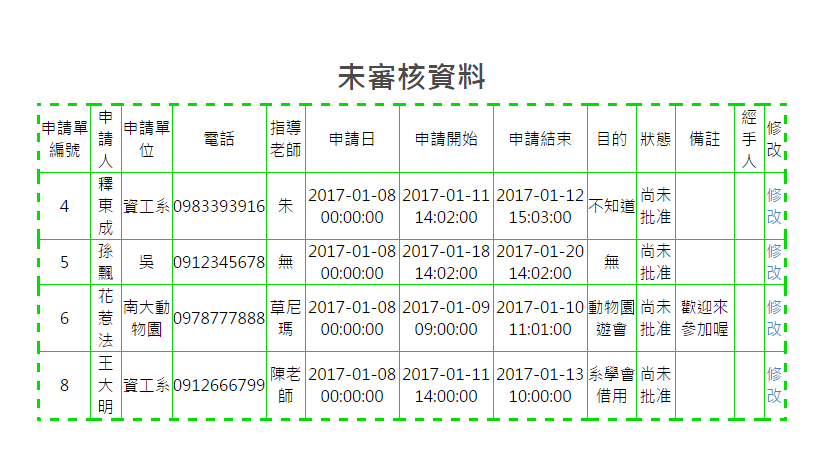 未審核資料
申請單編號 申請人 申請單位 電話 指導老師 申請日 申請開始 申請結束 目的 狀態 備註 經手人 修改
4 釋東成 資工系 0983393916 朱 2017-01-08 00:00:00 2017-01-11 14:02:00 2017-01-12 15:03:00 不知道 尚未批准 修改
5 孫飄 吳 0912345678 無 2017-01-08 00:00:00 2017-01-18 14:02:00 2017-01-20 14:02:00 無 尚未批准 修改
6 花惹法 南大動物園 0978777888 草尼瑪 2017-01-08 00:00:00 2017-01-09 09:00:00 2017-01-10 11:01:00 動物園遊會 尚未批准 歡迎來參加喔 修改
8 王大明 資工系 0912666799 陳老師 2017-01-08 00:00:00 2017-01-11 14:00:00 2017-01-13 10:00:00 系學會借用 尚未批准 修改